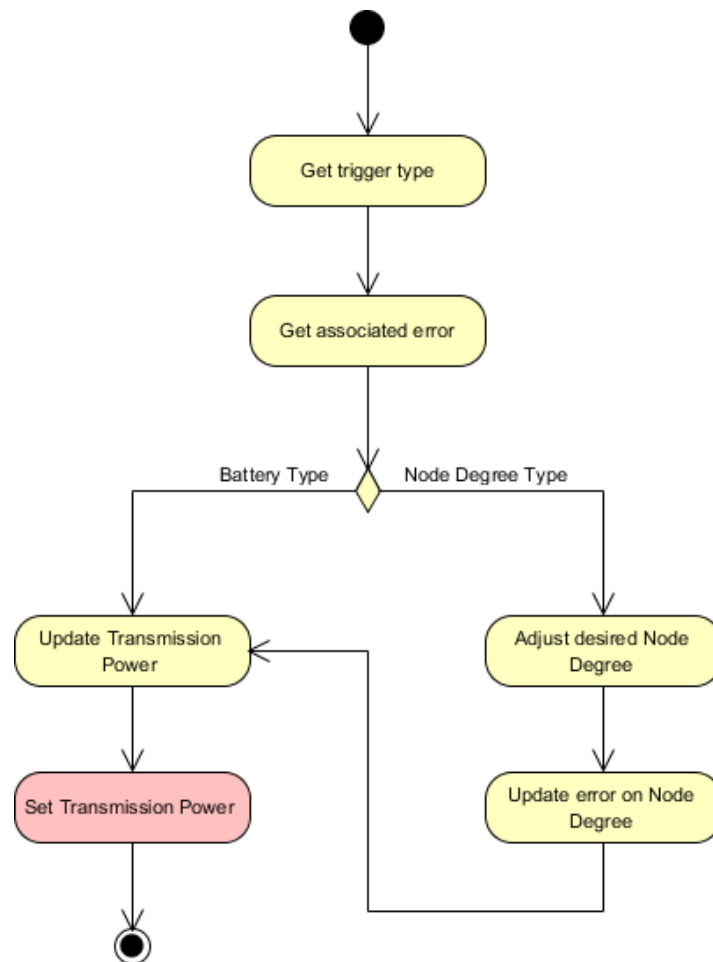 Get trigger type
Get associated error
Battery Type
Node Degree Type
Update Transmission
Power
Adjust desired Node
Degree
Set Transmission Power
Update error on Node
Degree